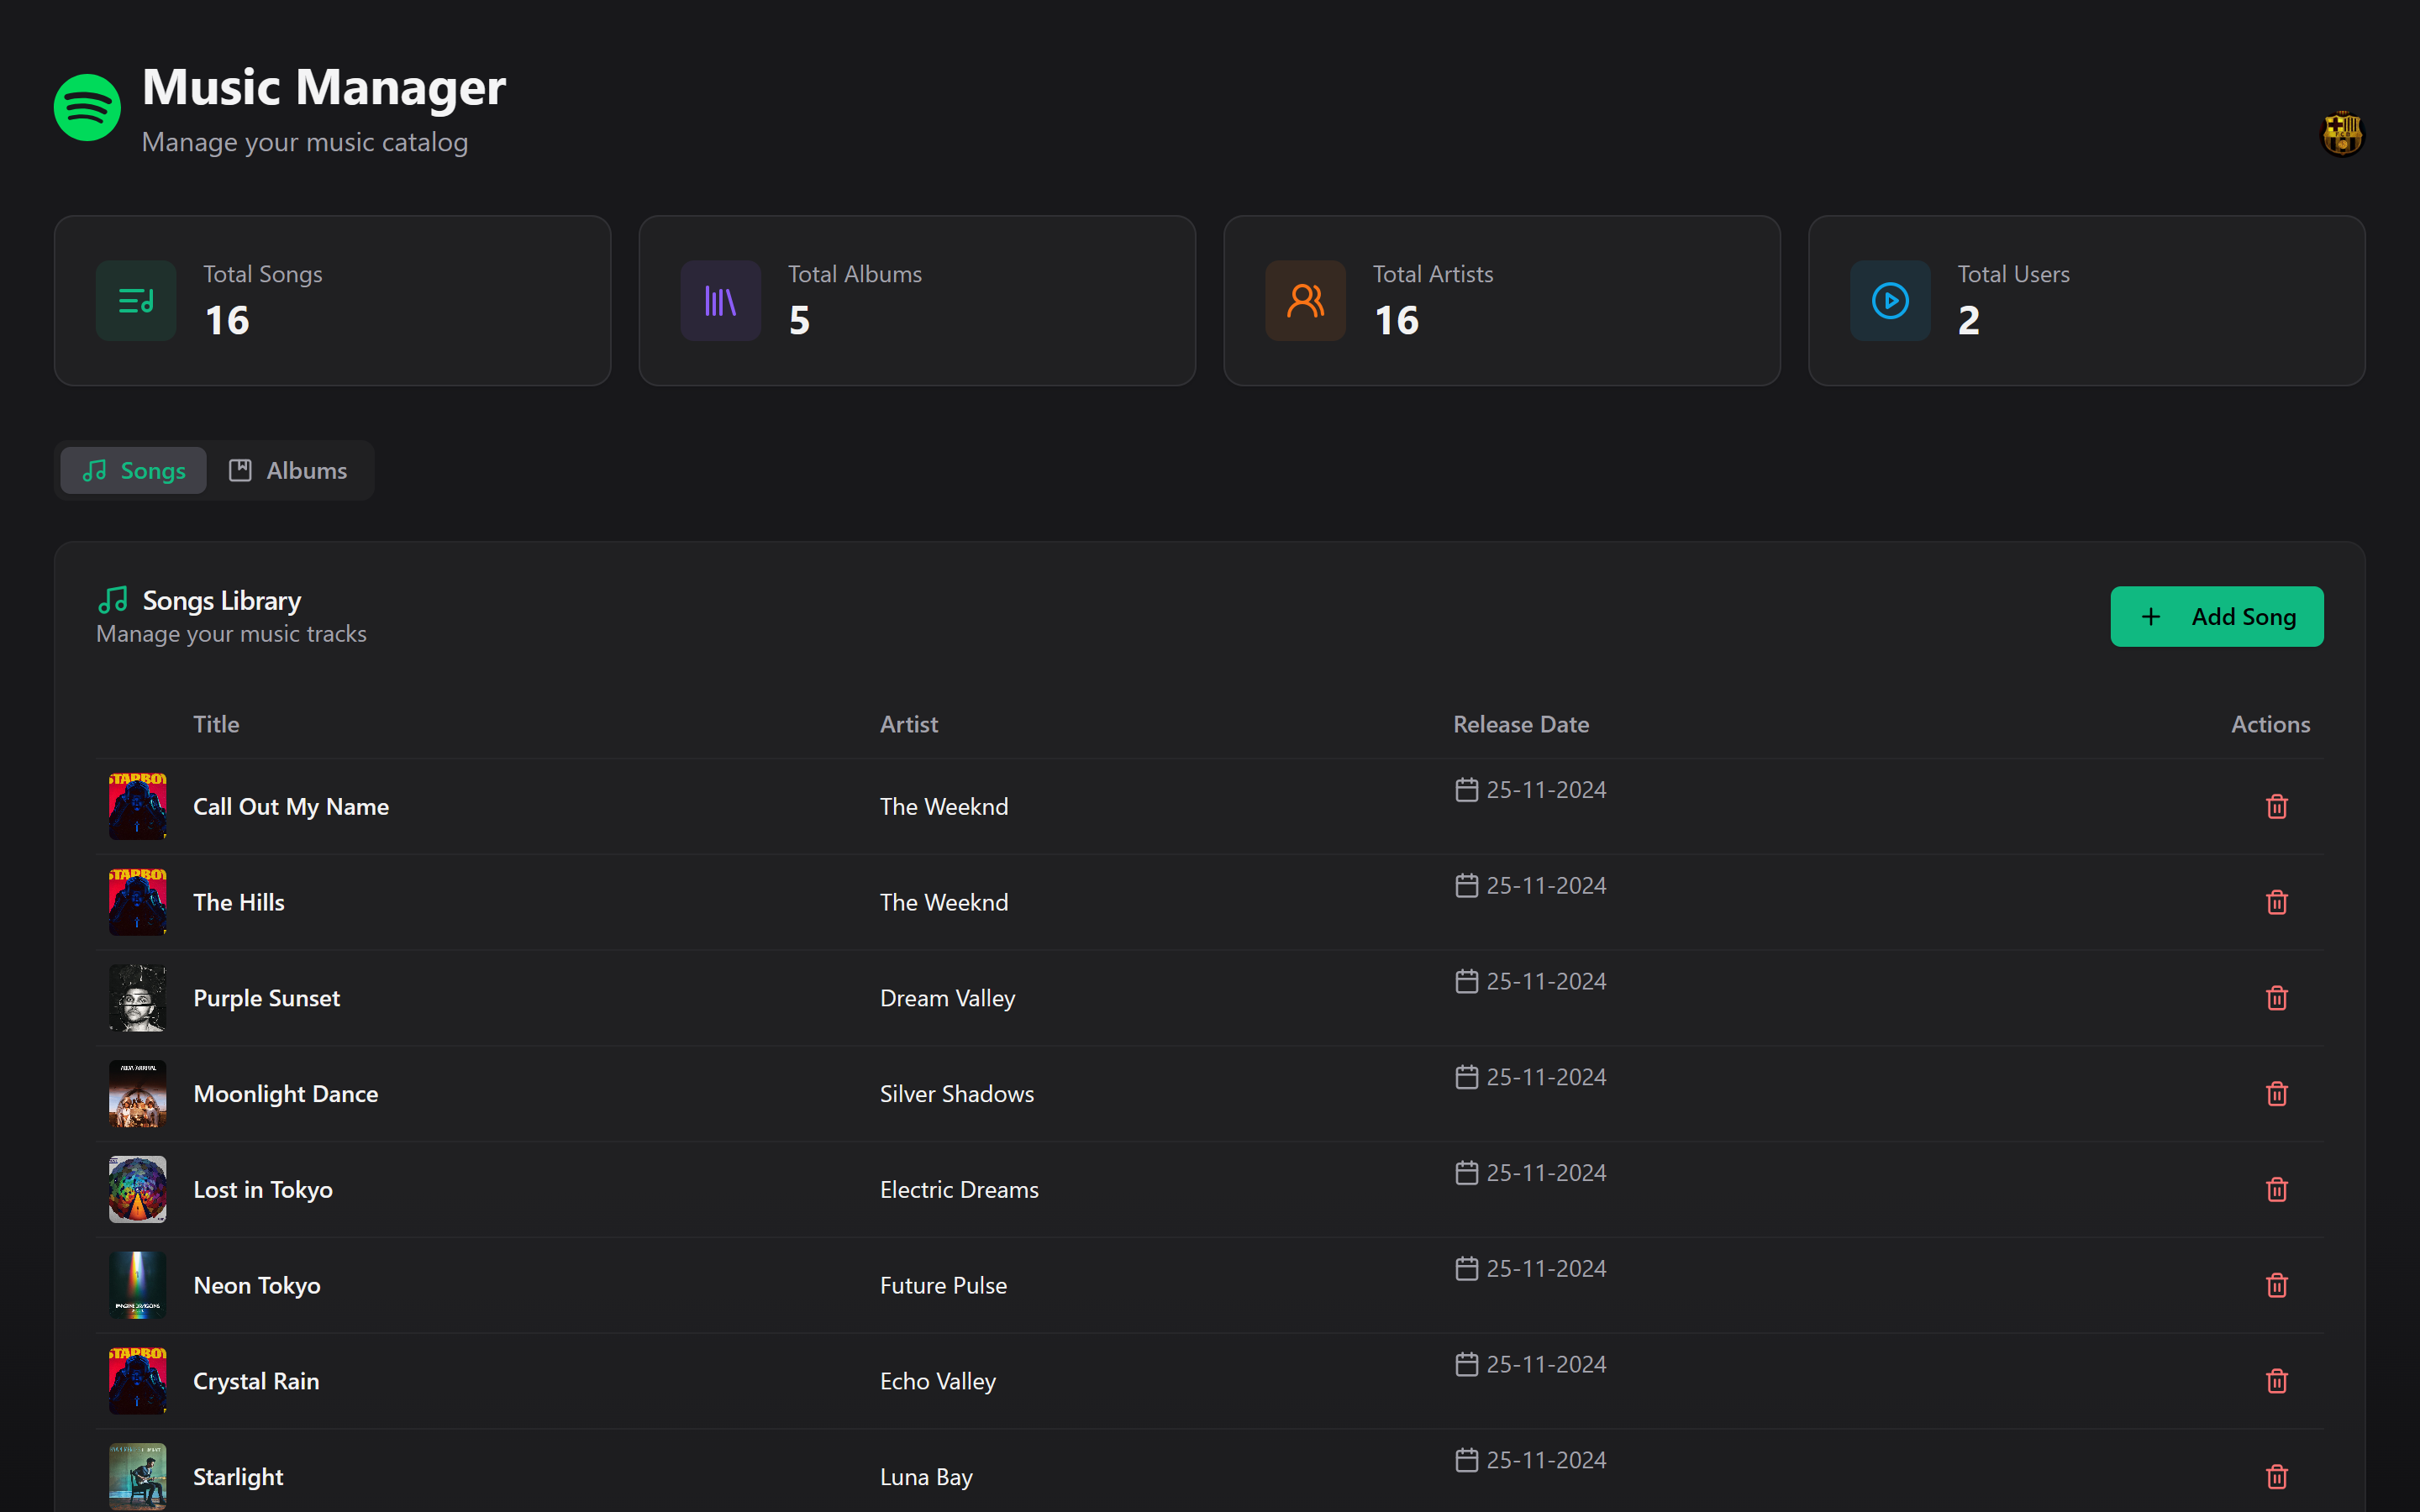 Music Manager
Manage your music catalog
Total Songs
16
Total Albums
5
Total Artists
16
Total Users
2
Songs
Albums
Songs Library
Manage your music tracks
Add Song
Title Artist Release Date Actions
STARBOY
Call Out My Name The Weeknd 25-11-2024
STARBOY
The Hills The Weeknd 25-11-2024
Purple Sunset Dream Valley 25-11-2024
Moonlight Dance Silver Shadows 25-11-2024
Lost in Tokyo Electric Dreams 25-11-2024
Neon Tokyo Future Pulse 25-11-2024
IMAGINE DRAGONS
STARBOY
Crystal Rain Echo Valley 25-11-2024
Starlight Luna Bay 25-11-2024